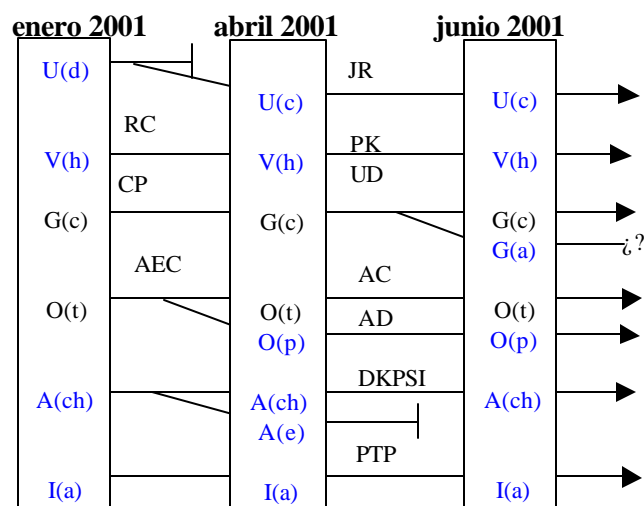 enero 2001 abril 2001 junio 2001
U(d) JR
U(c) U(c)
RC
PK
V(h) V(h) V(h)
CP UD
G(c) G(c) G(c)
G(a) ¿?
AEC AC
O(t) O(t) O(t)
AD
O(p) O(p)
DKPSI
A(ch) A(ch) A(ch)
A(e)
PTP
I(a) I(a) I(a)